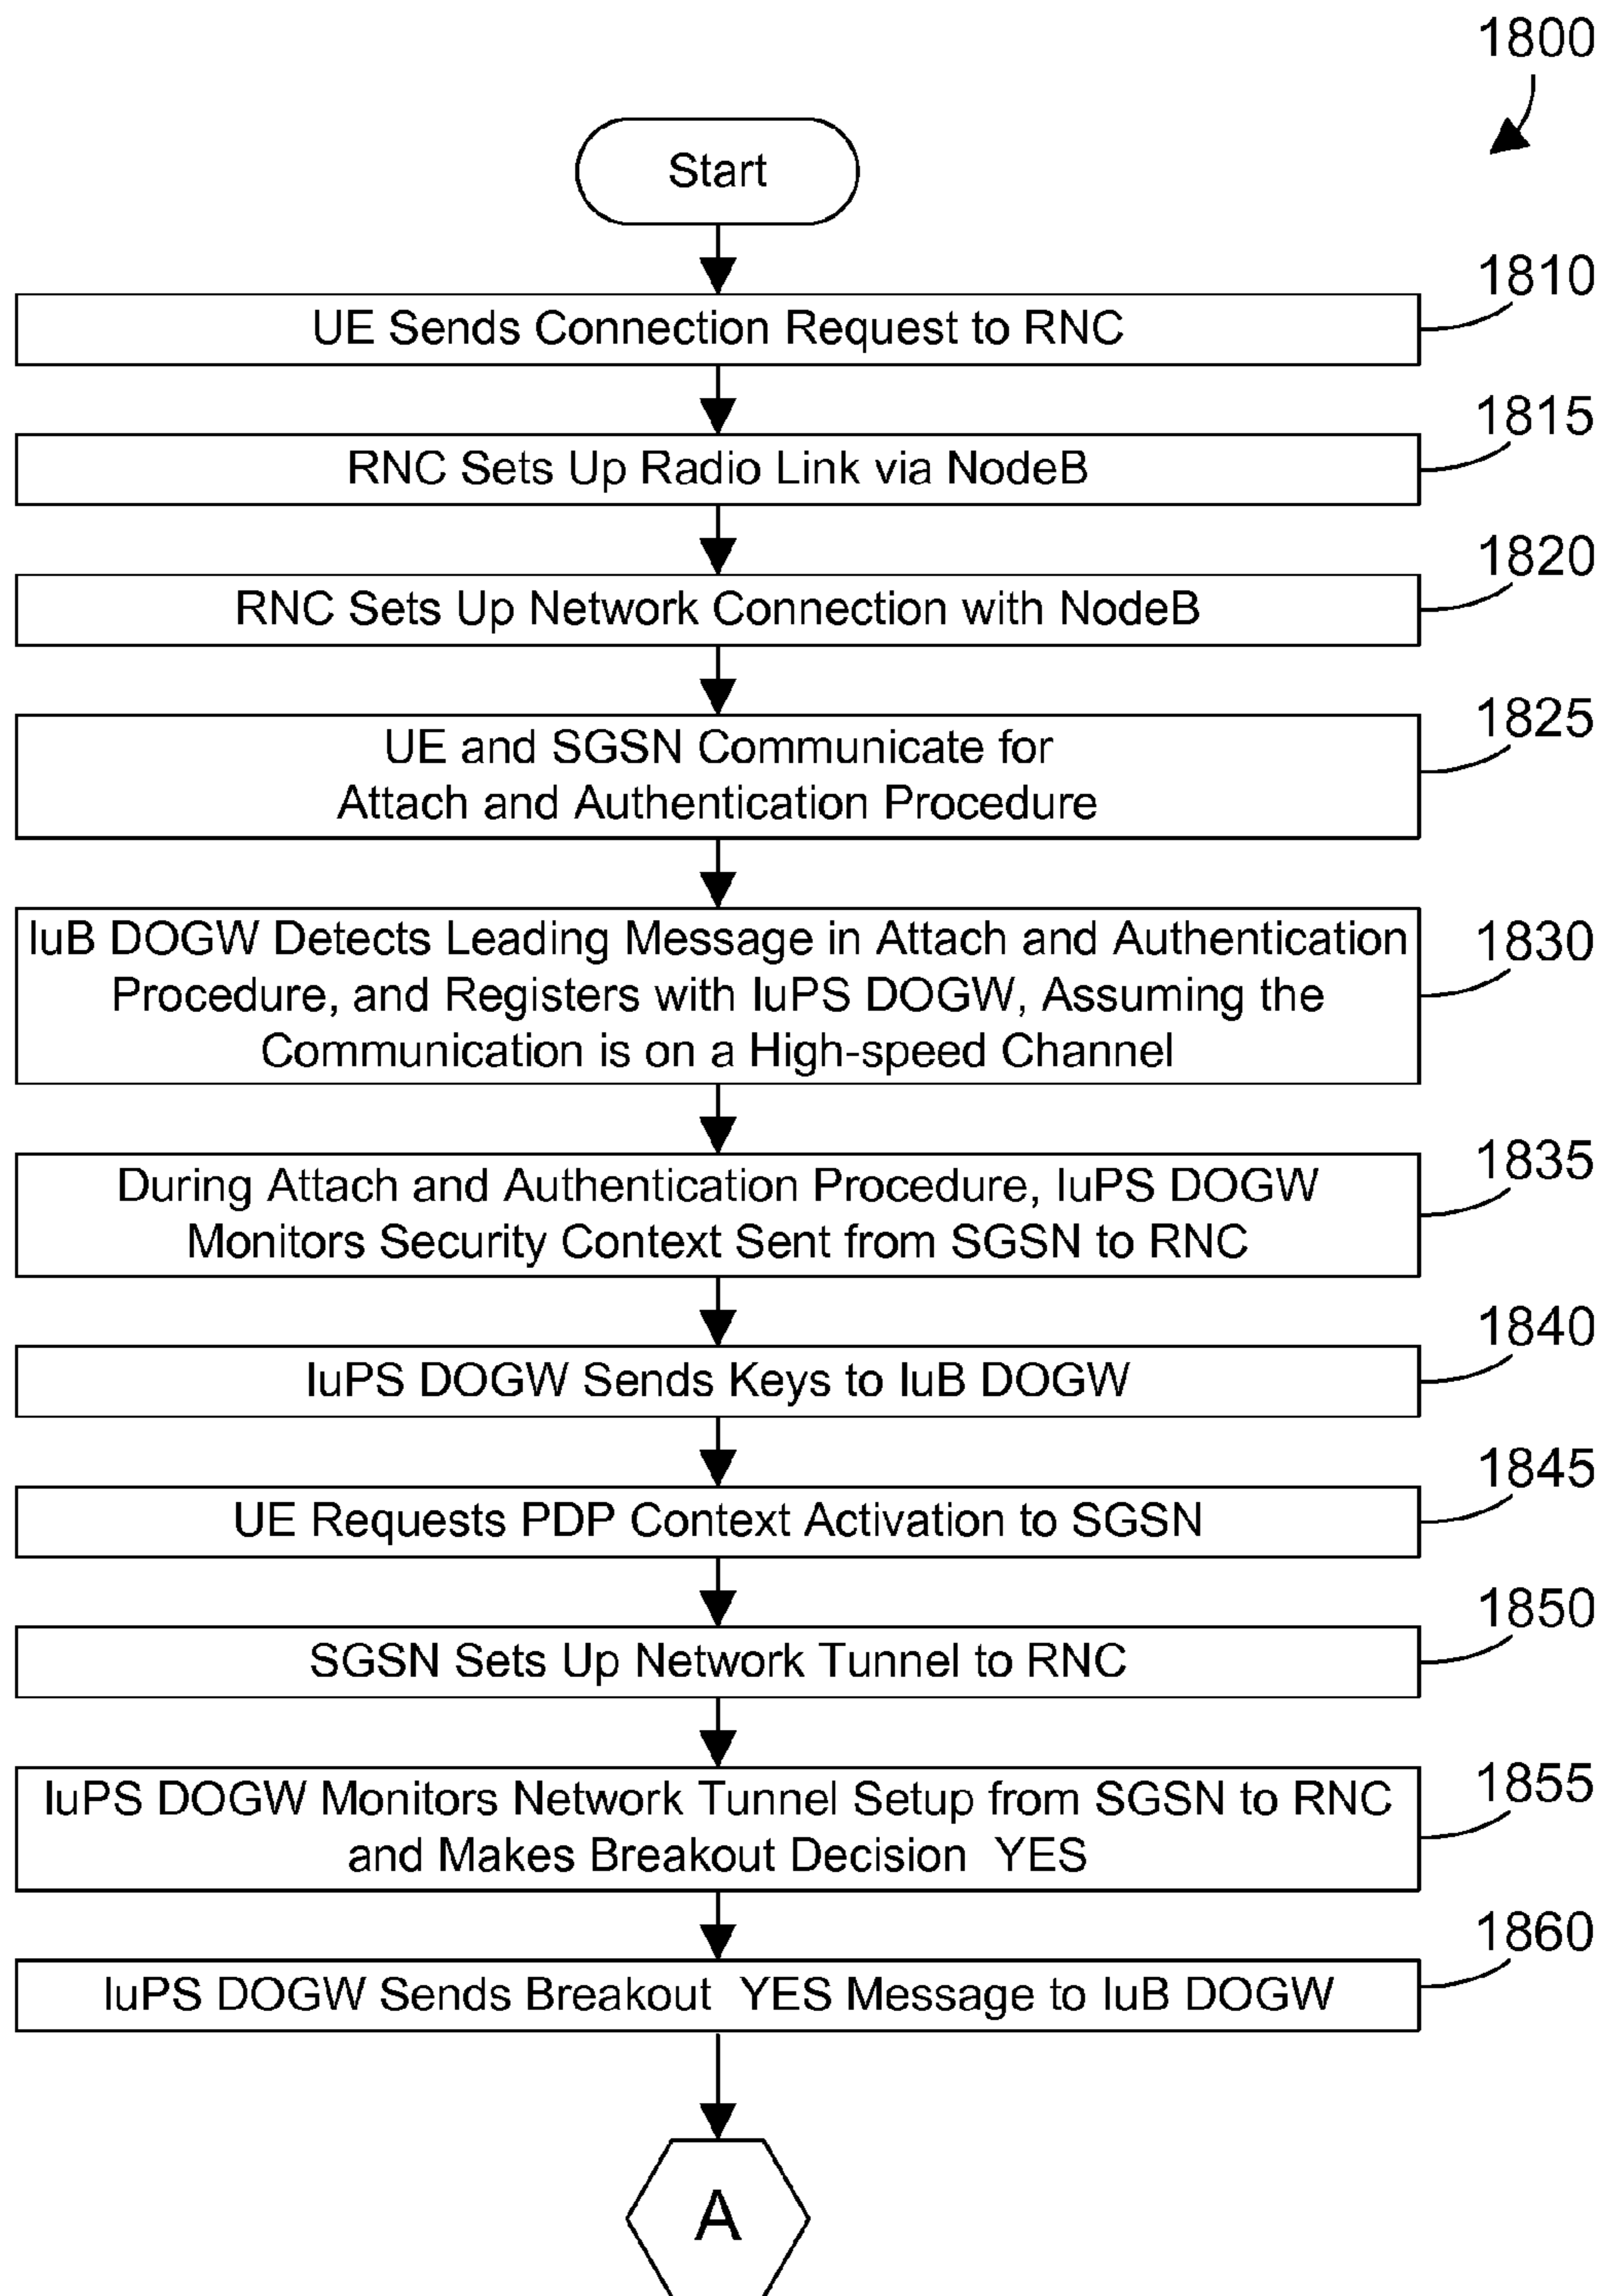 1800
Start
1810
UE Sends Connection Request to RNC
1815
RNC Sets Up Radio Link via NodeB
1820
RNC Sets Up Network Connection with NodeB
1825
UE and SGSN Communicate for
Attach and Authentication Procedure
1830
IuB DOGW Detects Leading Message in Attach and Authentication
Procedure, and Registers with IuPS DOGW, Assuming the
Communication is on a High-speed Channel
1835
During Attach and Authentication Procedure, IuPS DOGW
Monitors Security Context Sent from SGSN to RNC
1840
IuPS DOGW Sends Keys to IuB DOGW
1845
UE Requests PDP Context Activation to SGSN
1850
SGSN Sets Up Network Tunnel to RNC
1855
IuPS DOGW Monitors Network Tunnel Setup from SGSN to RNC
and Makes Breakout Decision YES
1860
IuPS DOGW Sends Breakout YES Message to IuB DOGW
A